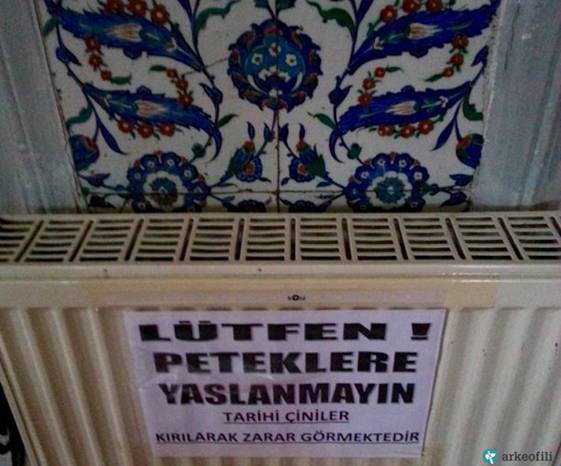 LÜTFEN !
PETEKLERE
YASLANMAYIN
TARİHİ ÇİNİLER
KIRILARAK ZARAR GÖRMEKTEDİR
arkeofili